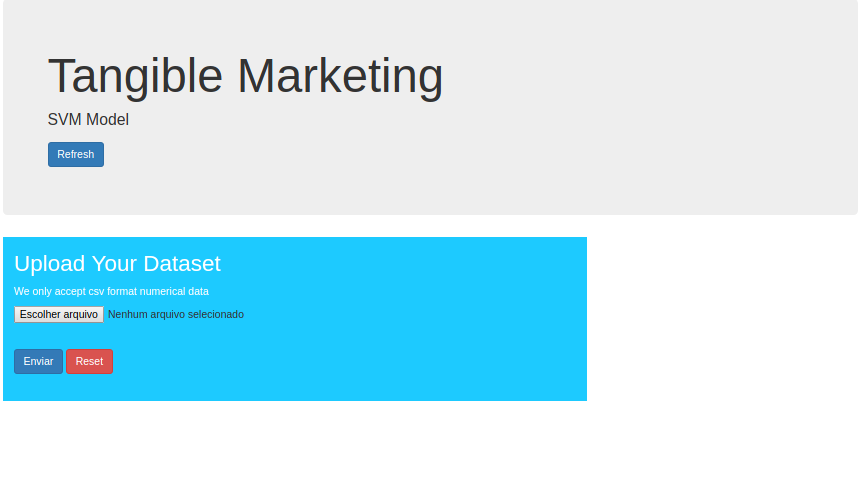 Tangible Marketing
SVM Model
Refresh
Upload Your Dataset
We only accept csv format numerical data
Escolher arquivo Nenhum arquivo selecionado
Enviar Reset